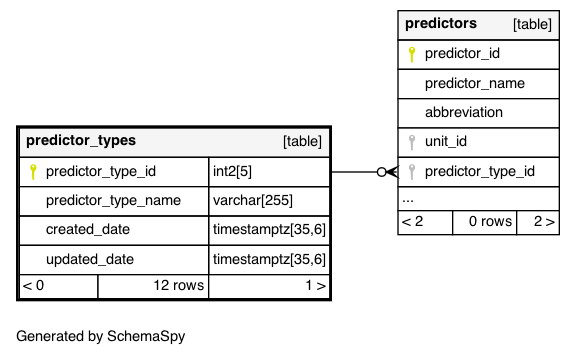 predictors [table]
predictor_id
predictor_name
abbreviation
unit_id
predictor_type_id
...
< 2 0 rows 2 >
predictor_types [table]
predictor_type_id int2[5]
predictor_type_name varchar[255]
created_date timestamptz[35,6]
updated_date timestamptz[35,6]
< 0 12 rows 1 >
Generated by SchemaSpy